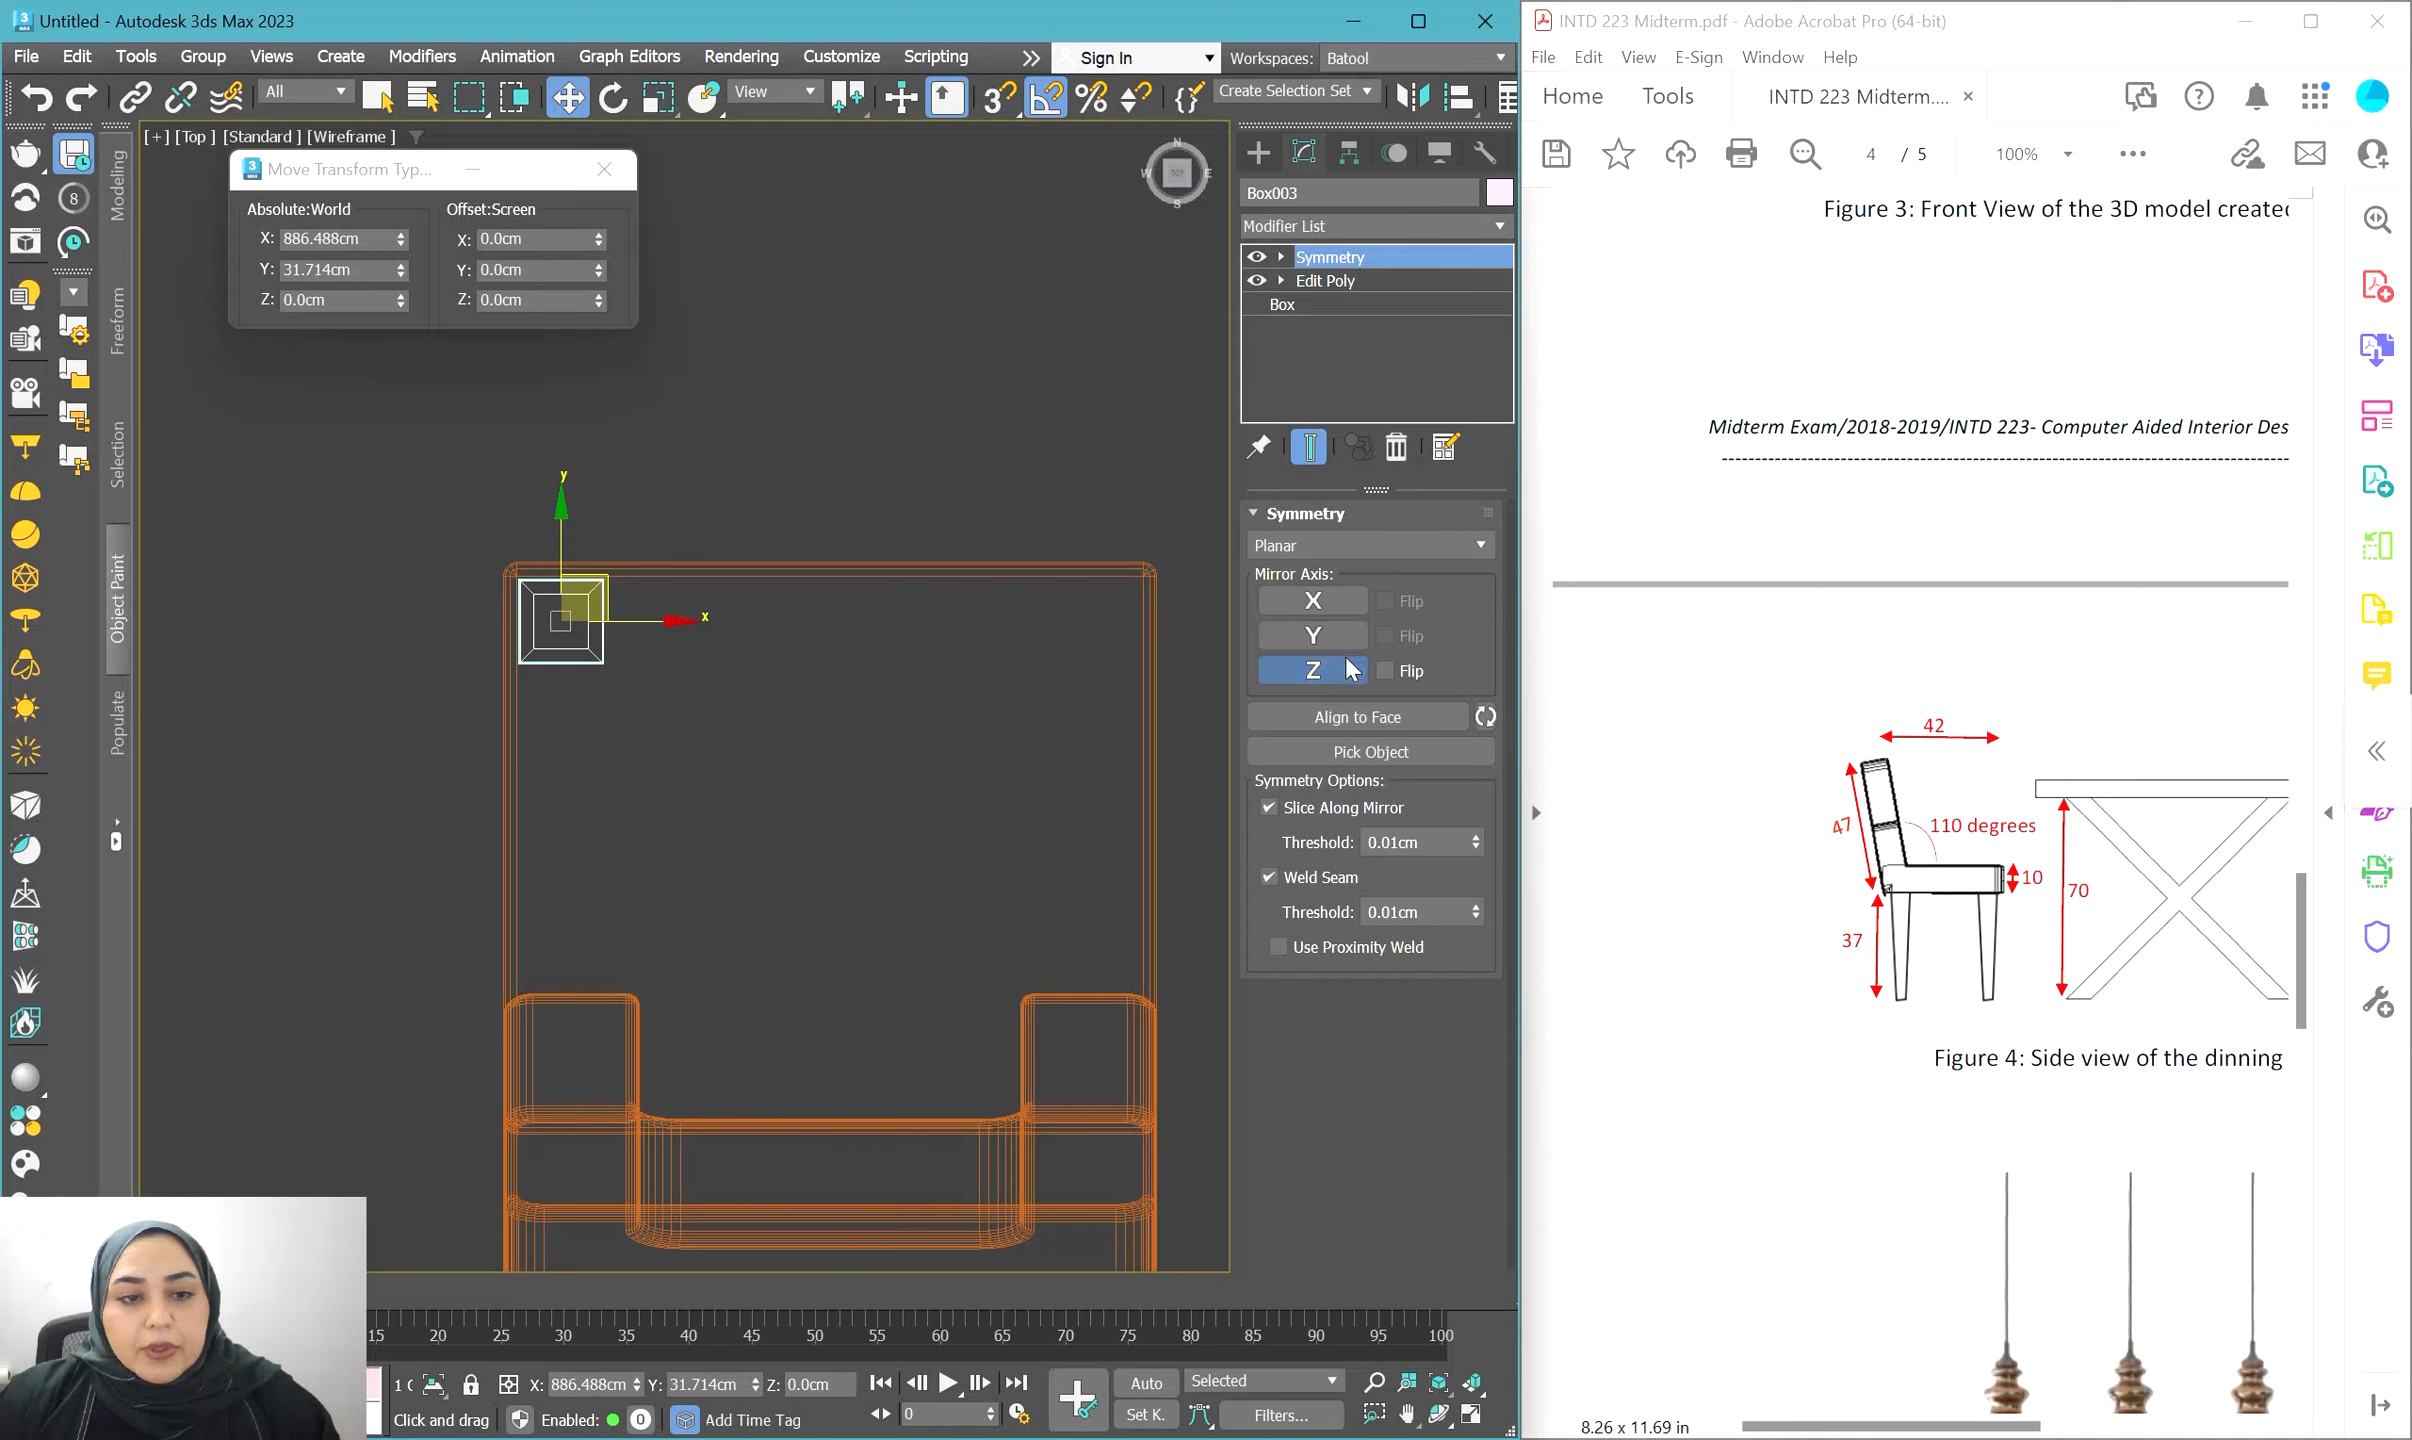 Untitled - Autodesk 3ds Max 2023
File Edit Tools Group Views Create Modifiers Animation Graph Editors Rendering Customize Scripting
Sign In
Workspaces: Batool
All
View
Create Selection Set
[ + ] [Top ] [Standard ] [Wireframe ]
Move Transform Typ...
Absolute:World
X: 886.488cm
Y: 31.714cm
Z: 0.0cm
Offset:Screen
X: 0.0cm
Y: 0.0cm
Z: 0.0cm
Modeling
Freeform
Selection
Object Paint
Populate
8
N
W
E
S
TOP
y
x
Box003
Modifier List
Symmetry
Edit Poly
Box
Symmetry
Planar
Mirror Axis:
X Flip
Y Flip
Z Flip
Align to Face
Pick Object
Symmetry Options:
Slice Along Mirror
Threshold: 0.01cm
Weld Seam
Threshold: 0.01cm
Use Proximity Weld
15 20 25 30 35 40 45 50 55 60 65 70 75 80 85 90 95 100
X: 886.488cm Y: 31.714cm Z: 0.0cm
Auto
Selected
Click and drag
Enabled:
0
Add Time Tag
0
Set K.
Filters...
INTD 223 Midterm.pdf - Adobe Acrobat Pro (64-bit)
File Edit View E-Sign Window Help
Home Tools INTD 223 Midterm....
4 / 5
100%
Figure 3: Front View of the 3D model created
Midterm Exam/2018-2019/INTD 223- Computer Aided Interior Des
42
47
110 degrees
10
70
37
Figure 4: Side view of the dinning
8.26 x 11.69 in